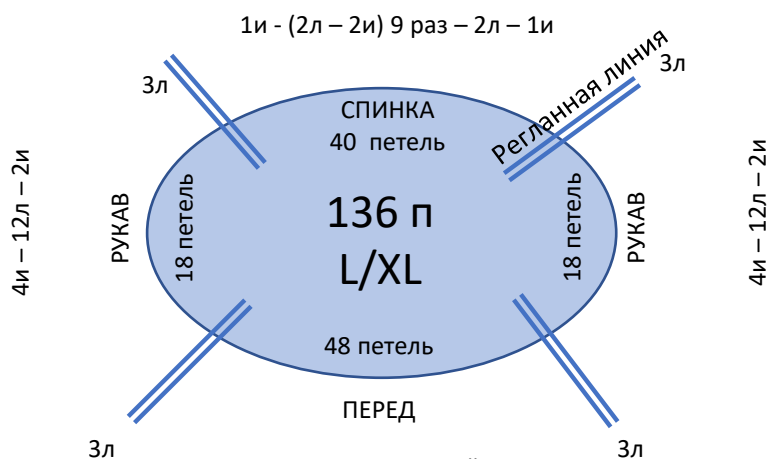 1и - (2л – 2и) 9 раз – 2л – 1и
3л
Регланная линия
3л
СПИНКА
40 петель
4и – 12л – 2и
РУКАВ
18 петель
136 п
L/XL
18 петель
РУКАВ
4и – 12л – 2и
48 петель
ПЕРЕД
3л
3л